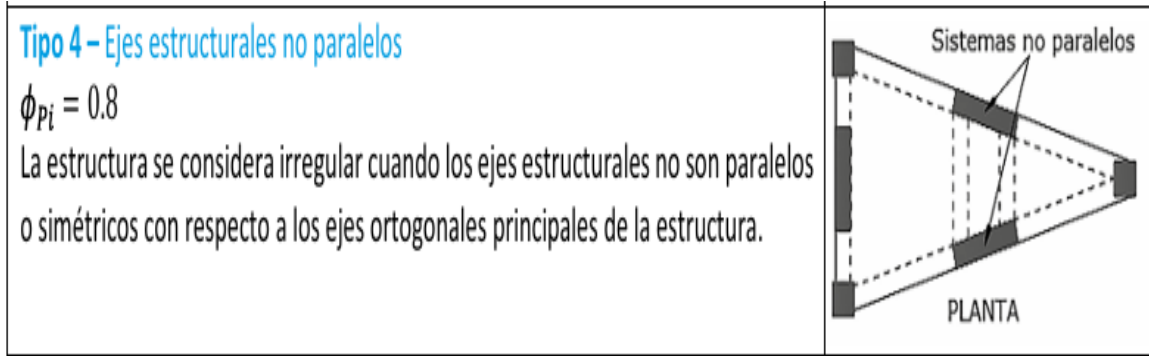 Tipo 4 – Ejes estructurales no paralelos
ϕPi = 0.8
La estructura se considera irregular cuando los ejes estructurales no son paralelos
o simétricos con respecto a los ejes ortogonales principales de la estructura.
Sistemas no paralelos
PLANTA